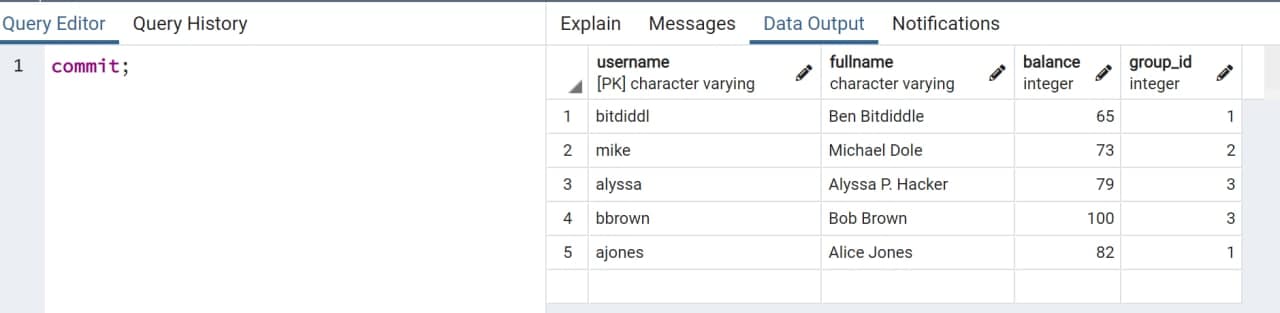 Query Editor Query History
1 commit;
Explain Messages Data Output Notifications
username fullname balance group_id
[PK] character varying character varying integer integer
1 bitdiddl Ben Bitdiddle 65 1
2 mike Michael Dole 73 2
3 alyssa Alyssa P. Hacker 79 3
4 bbrown Bob Brown 100 3
5 ajones Alice Jones 82 1